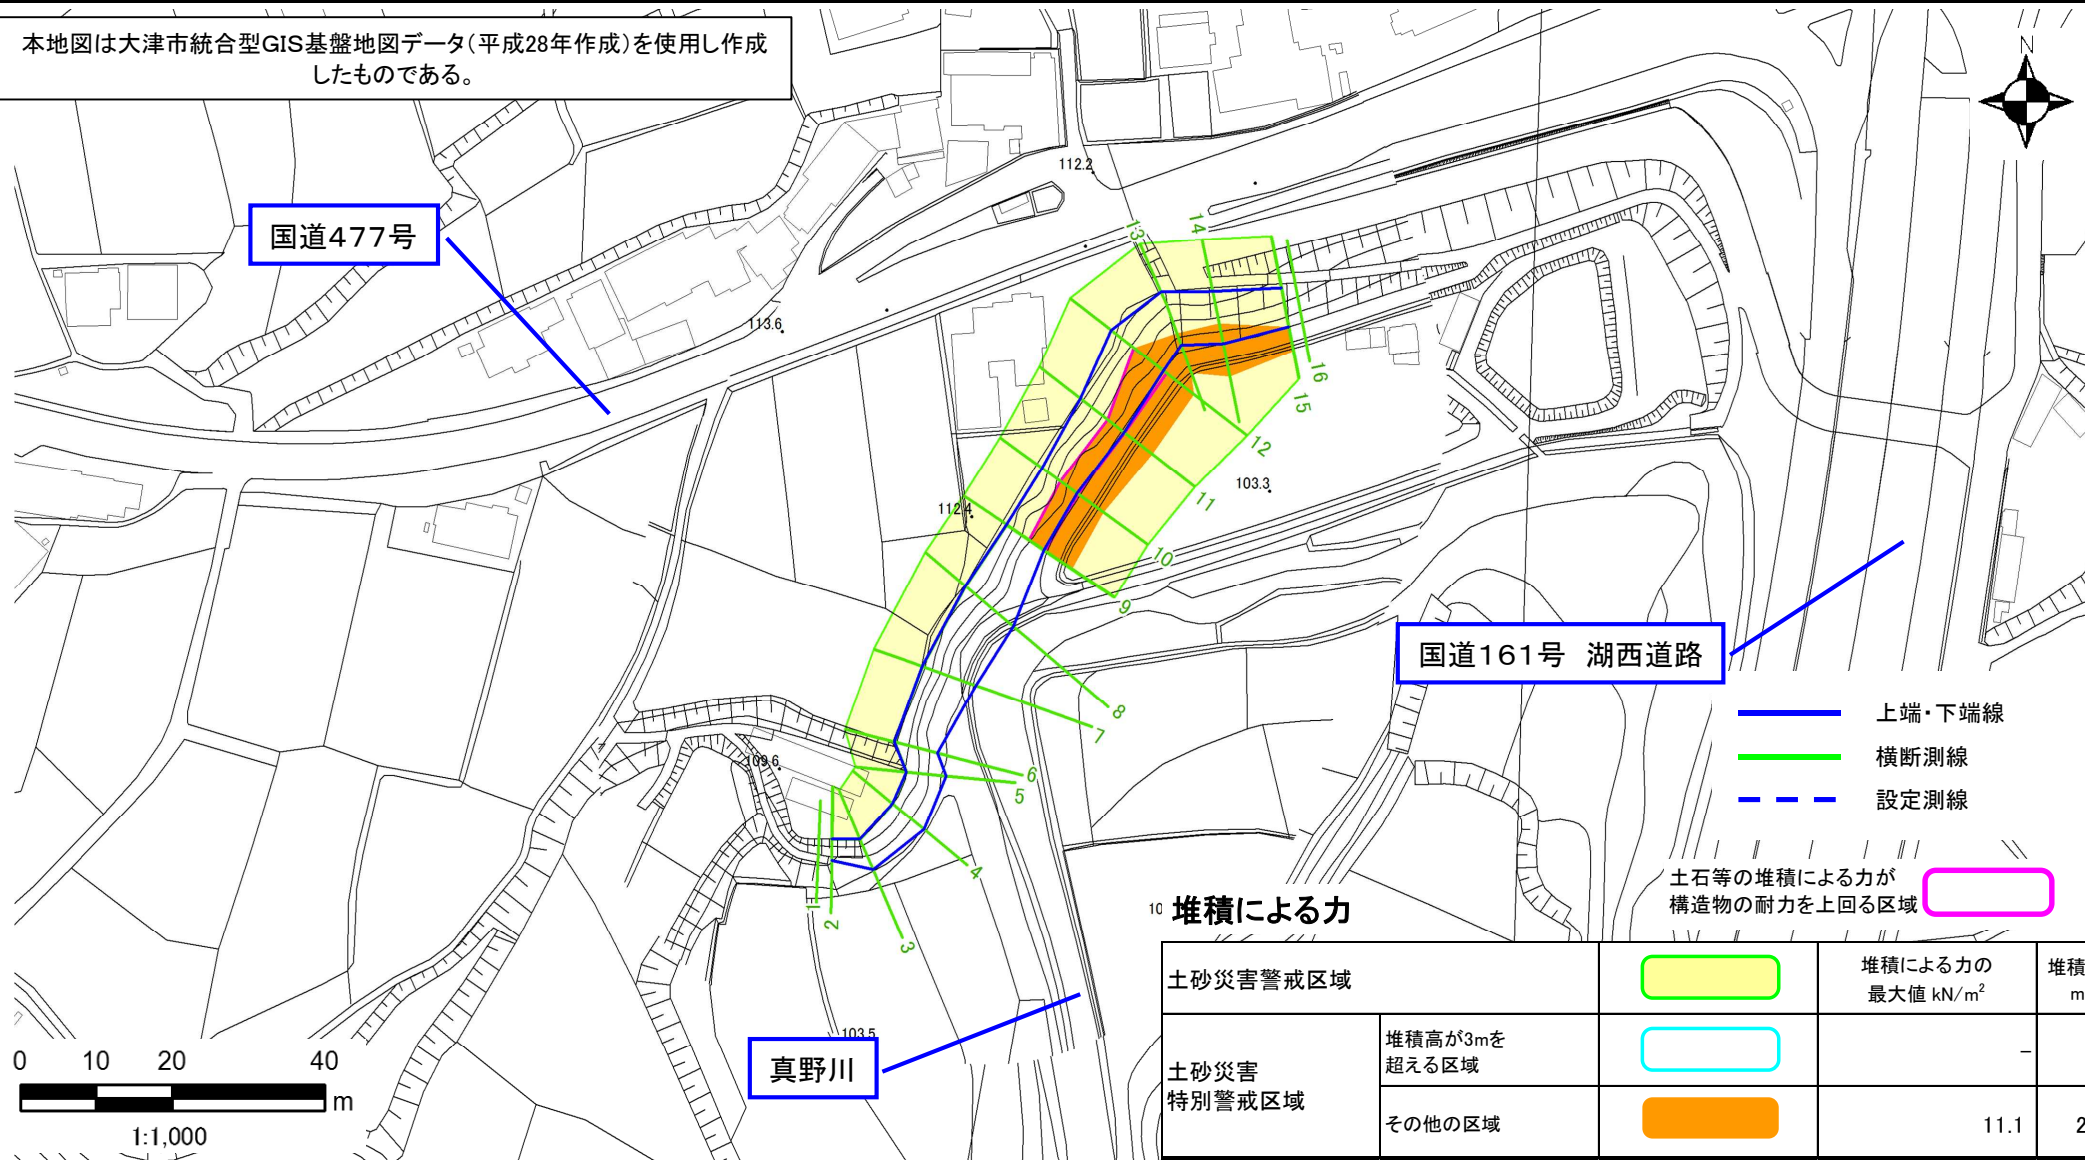 本地図は大津市統合型GIS基盤地図データ(平成28年作成)を使用し作成
したものである。
N
国道477号
112.2
113.6
112.4
103.3
109.6
103.5
10
13
14
16
15
12
11
10
9
8
7
6
5
4
3
2
1
国道161号 湖西道路
真野川
上端・下端線
横断測線
設定測線
土石等の堆積による力が
構造物の耐力を上回る区域
堆積による力
土砂災害警戒区域
堆積による力の
最大値 kN/m²
堆積
m
土砂災害
特別警戒区域
堆積高が3mを
超える区域
−
その他の区域
11.1
2
0 10 20 40
m
1:1,000